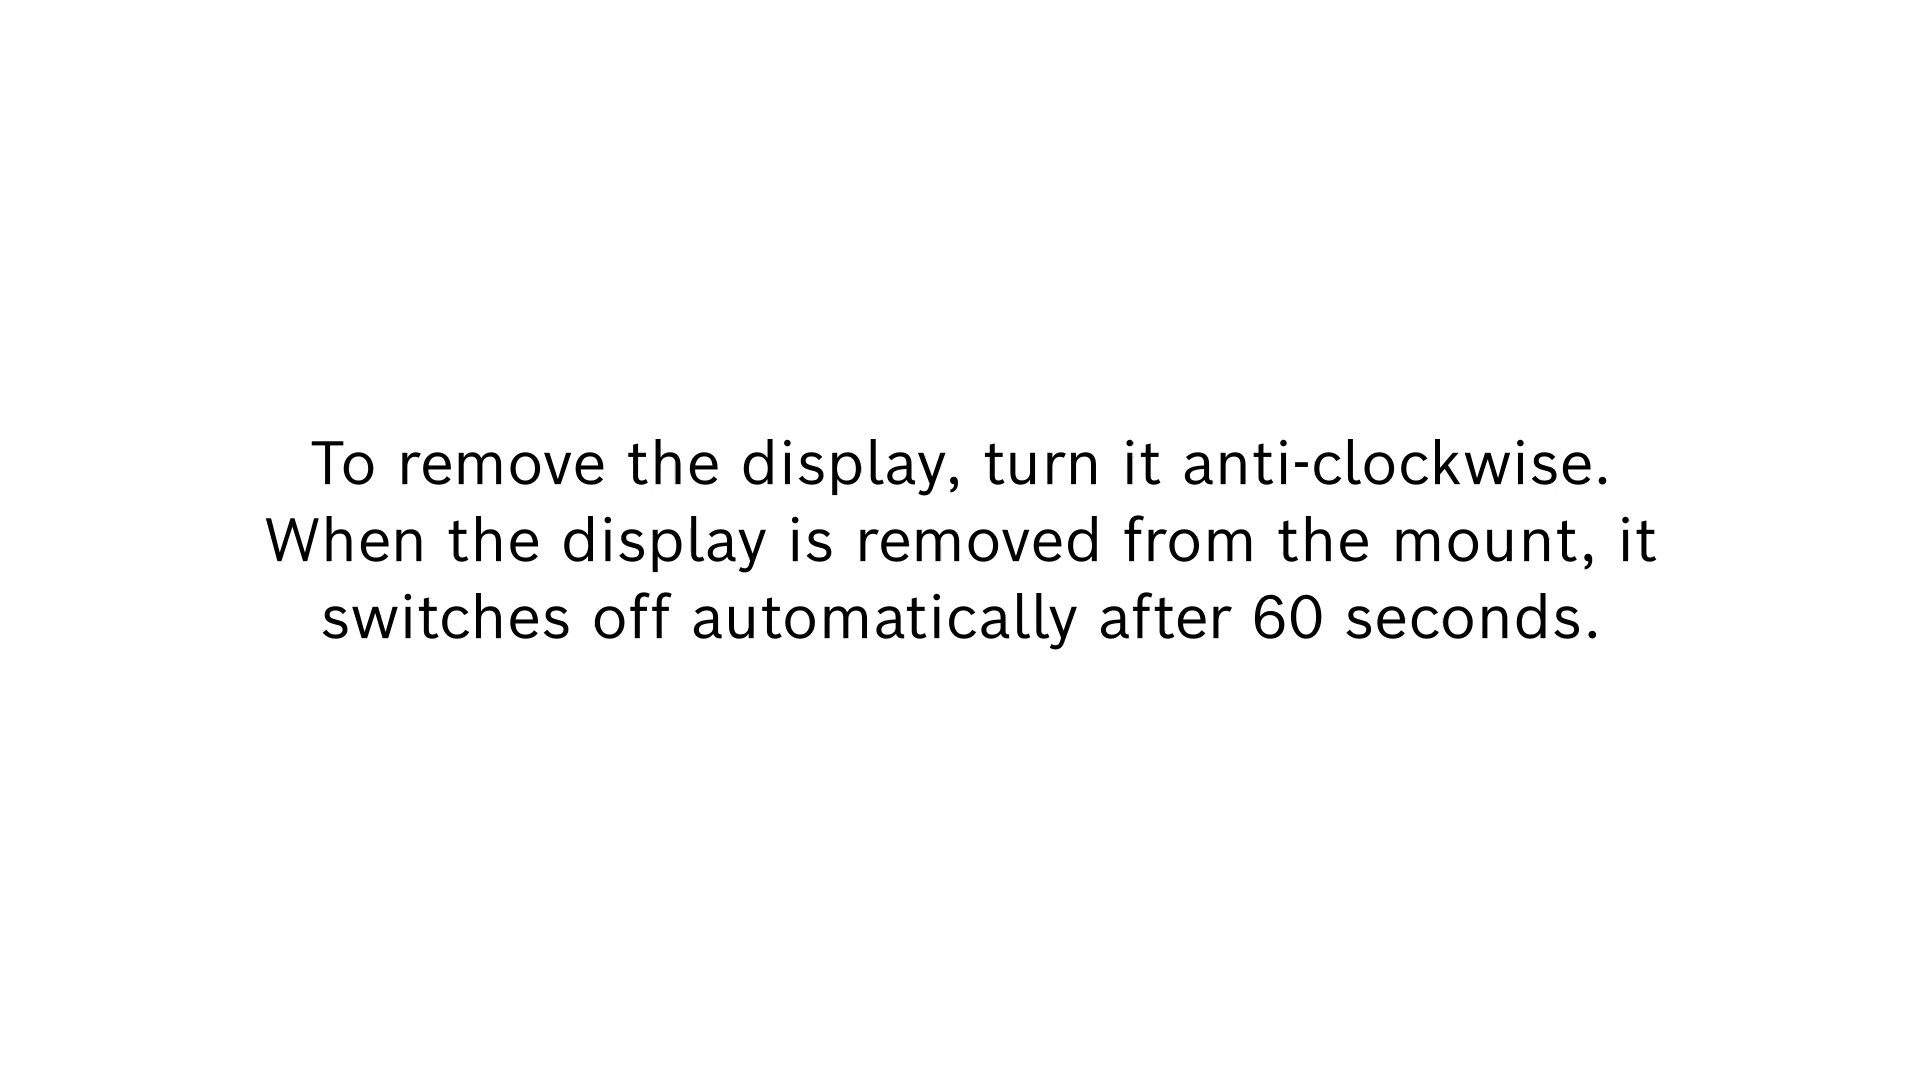 To remove the display, turn it anti-clockwise.
When the display is removed from the mount, it
switches off automatically after 60 seconds.